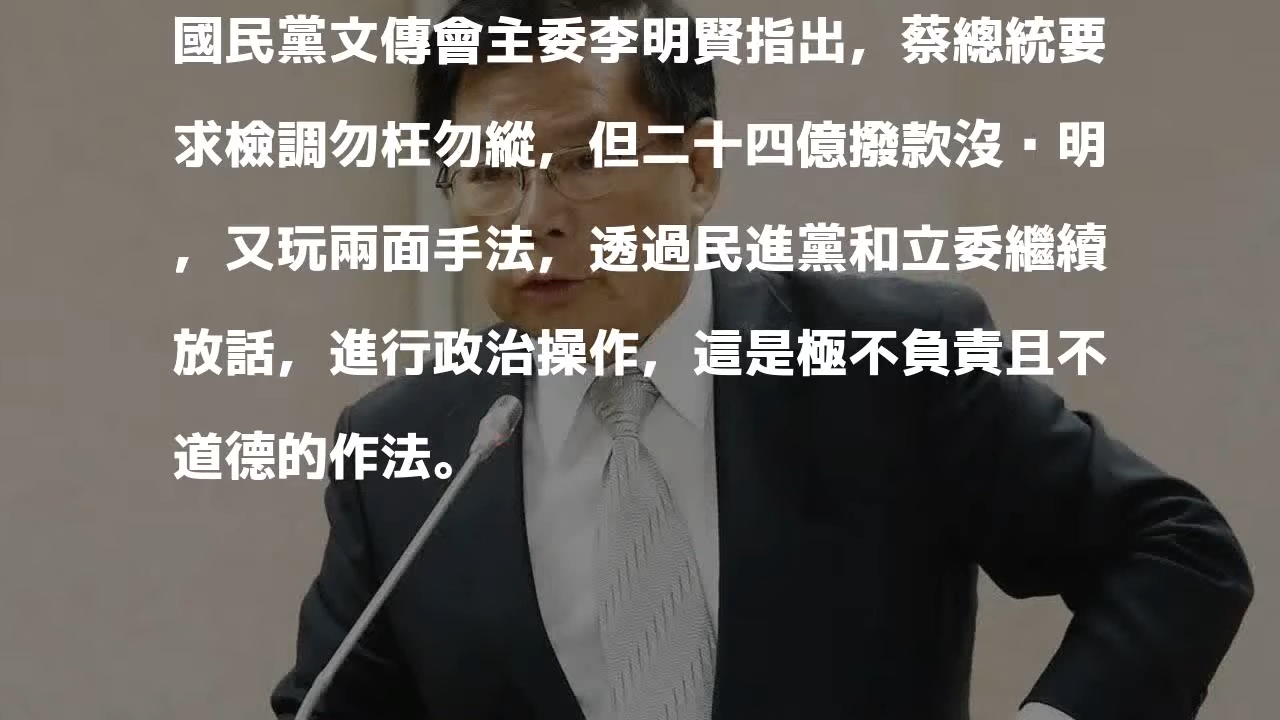 國民黨文傳會主委李明賢指出，蔡總統要
求檢調勿枉勿縱，但二十四億撥款沒·明
，又玩兩面手法，透過民進黨和立委繼續
放話，進行政治操作，這是極不負責且不
道德的作法。